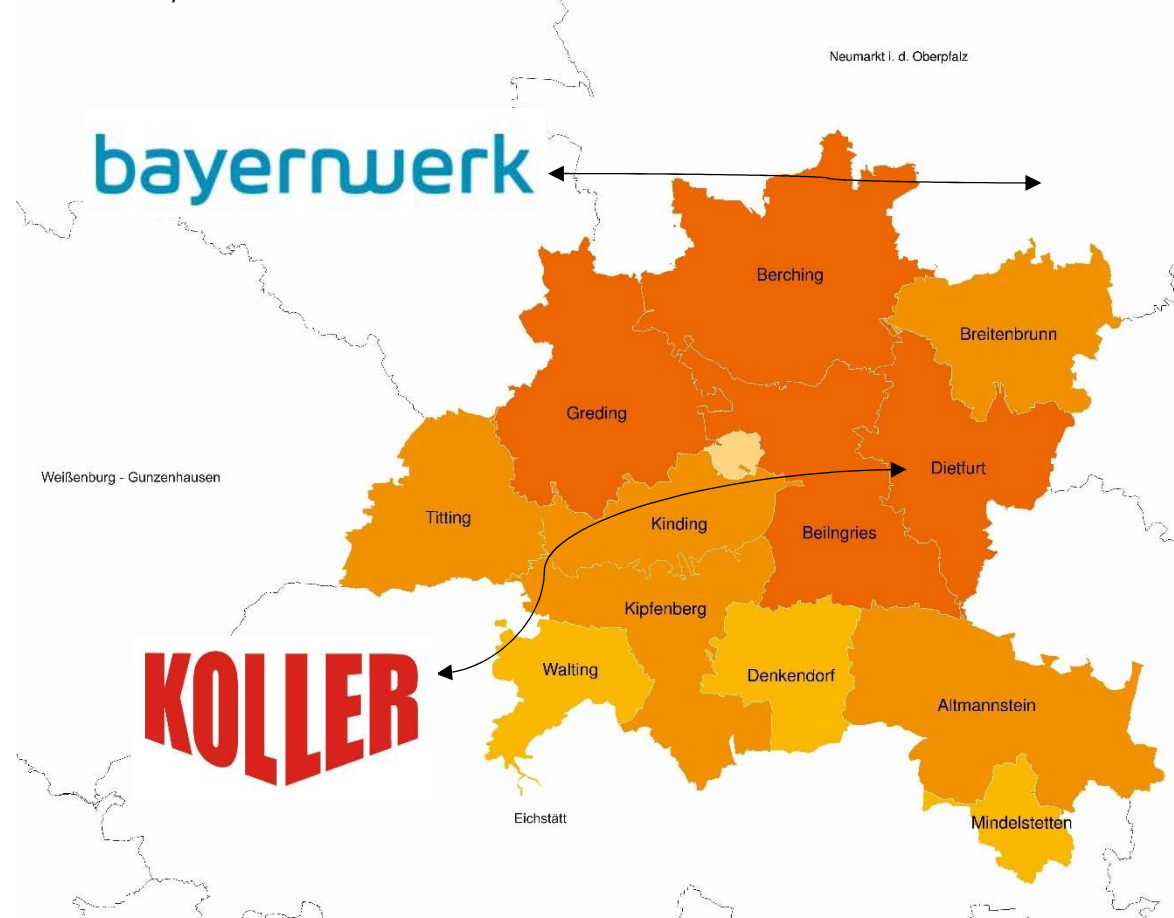 Neumarkt i. d. Oberpfalz
bayernwerk
Berching
Breitenbrunn
Greding
Dietfurt
Weißenburg - Gunzenhausen
Titting
Kinding
Beilngries
Kipfenberg
KOLLER
Walting
Denkendorf
Altmannstein
Eichstätt
Mindelstetten